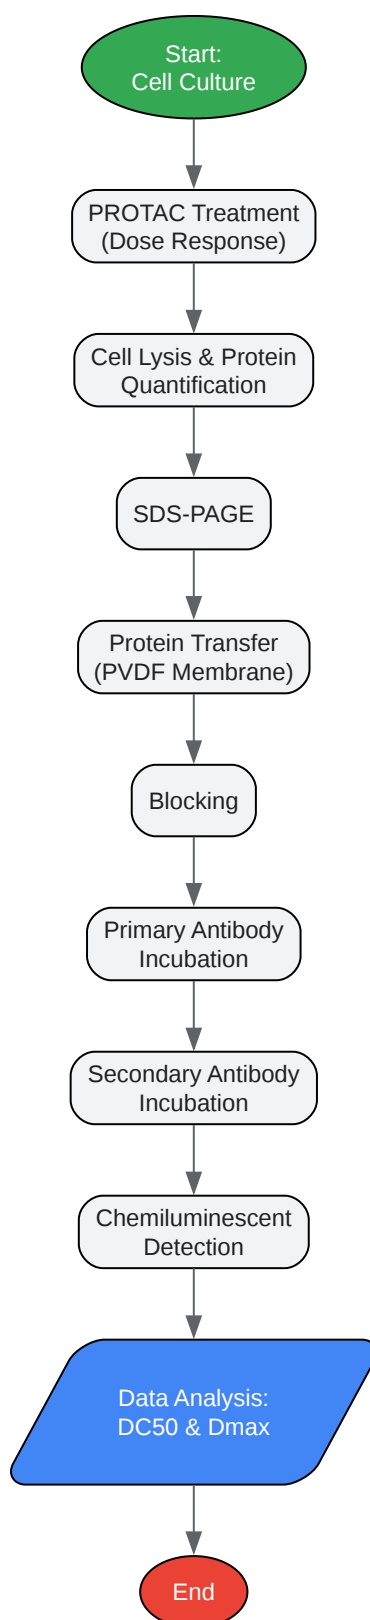 Start:
Cell Culture
PROTAC Treatment
(Dose Response)
Cell Lysis & Protein
Quantification
SDS-PAGE
Protein Transfer
(PVDF Membrane)
Blocking
Primary Antibody
Incubation
Secondary Antibody
Incubation
Chemiluminescent
Detection
Data Analysis:
DC50 & Dmax
End